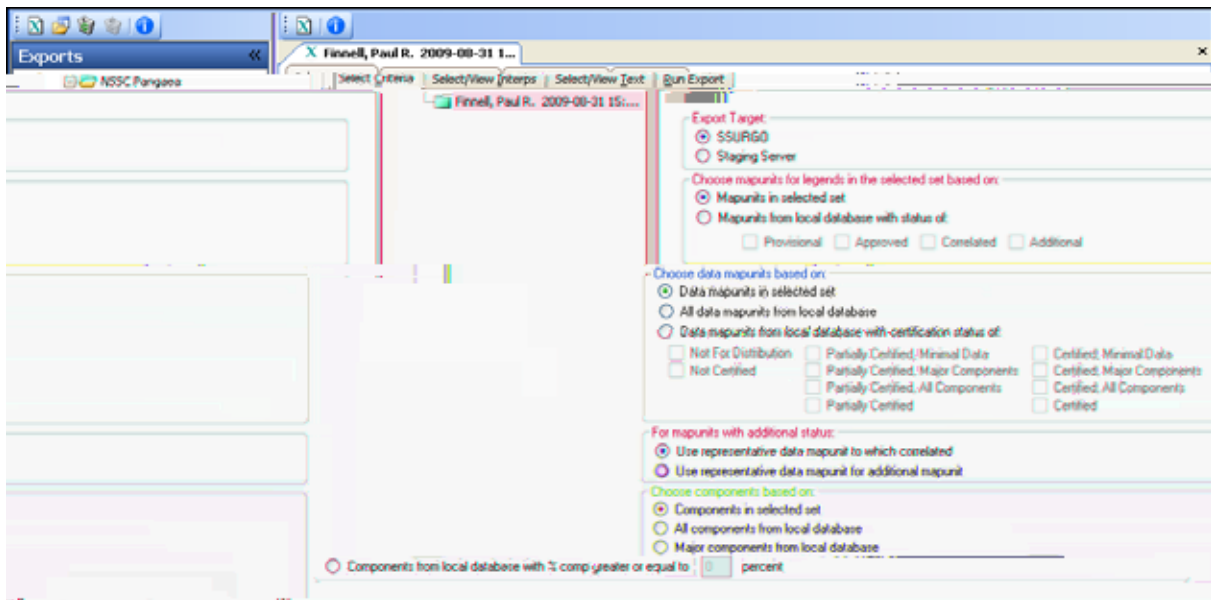 Exports «
X Finnell, Paul R. 2009-08-31 1... ×
NSSC Pangaea
Select Criteria Select/View Interps Select/View Text Run Export
Finnell, Paul R. 2009-08-31 15:...
Export Target:
SSURGO
Staging Server
Choose mapunits for legends in the selected set based on:
Mapunits in selected set
Mapunits from local database with status of:
Provisional Approved Correlated Additional
Choose data mapunits based on:
Data mapunits in selected set
All data mapunits from local database
Data mapunits from local database with certification status of:
Not For Distribution Partially Certified, Minimal Data Certified, Minimal Data
Not Certified Partially Certified, Major Components Certified, Major Components
Partially Certified, All Components Certified, All Components
Partially Certified Certified
For mapunits with additional status:
Use representative data mapunit to which correlated
Use representative data mapunit for additional mapunit
Choose components based on:
Components in selected set
All components from local database
Major components from local database
Components from local database with % comp greater or equal to 0 percent